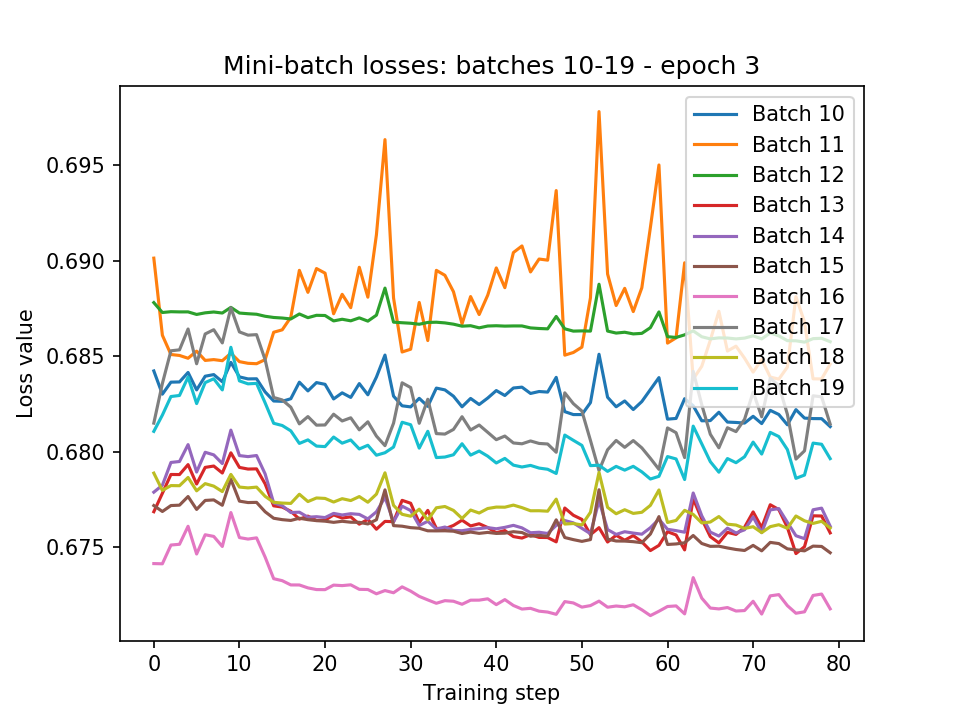 Mini-batch losses: batches 10-19 - epoch 3
Loss value
0.695
0.690
0.685
0.680
0.675
0
10
20
30
40
50
60
70
80
Training step
Batch 10
Batch 11
Batch 12
Batch 13
Batch 14
Batch 15
Batch 16
Batch 17
Batch 18
Batch 19